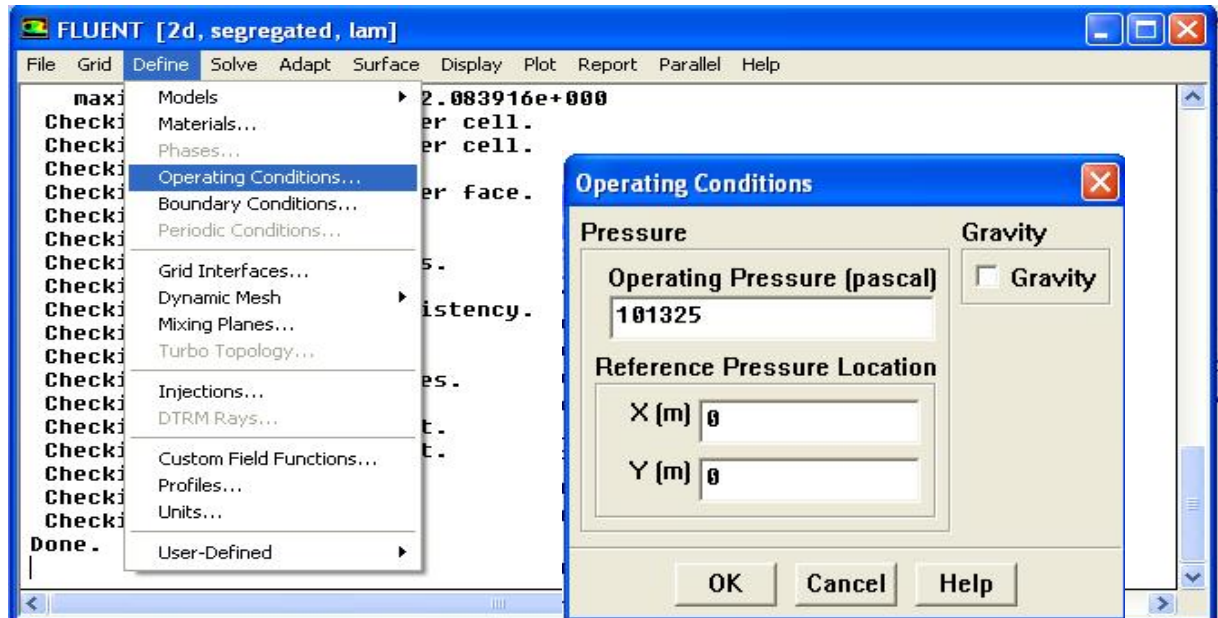 FLUENT [2d, segregated, lam]
File Grid Define Solve Adapt Surface Display Plot Report Parallel Help
maxi
2.083916e+000
Checki
er cell.
Checki
er cell.
Checki
Checki
er face.
Checki
Checki
Checki
s.
Checki
Checki
istency.
Checki
Checki
Checki
es.
Checki
Checki
t.
Checki
t.
Checki
Checki
Checki
Done.
Models
Materials...
Phases...
Operating Conditions...
Boundary Conditions...
Periodic Conditions...
Grid Interfaces...
Dynamic Mesh
Mixing Planes...
Turbo Topology...
Injections...
DTRM Rays...
Custom Field Functions...
Profiles...
Units...
User-Defined
Operating Conditions
Pressure
Operating Pressure (pascal)
101325
Reference Pressure Location
X (m) 0
Y (m) 0
Gravity
Gravity
OK Cancel Help